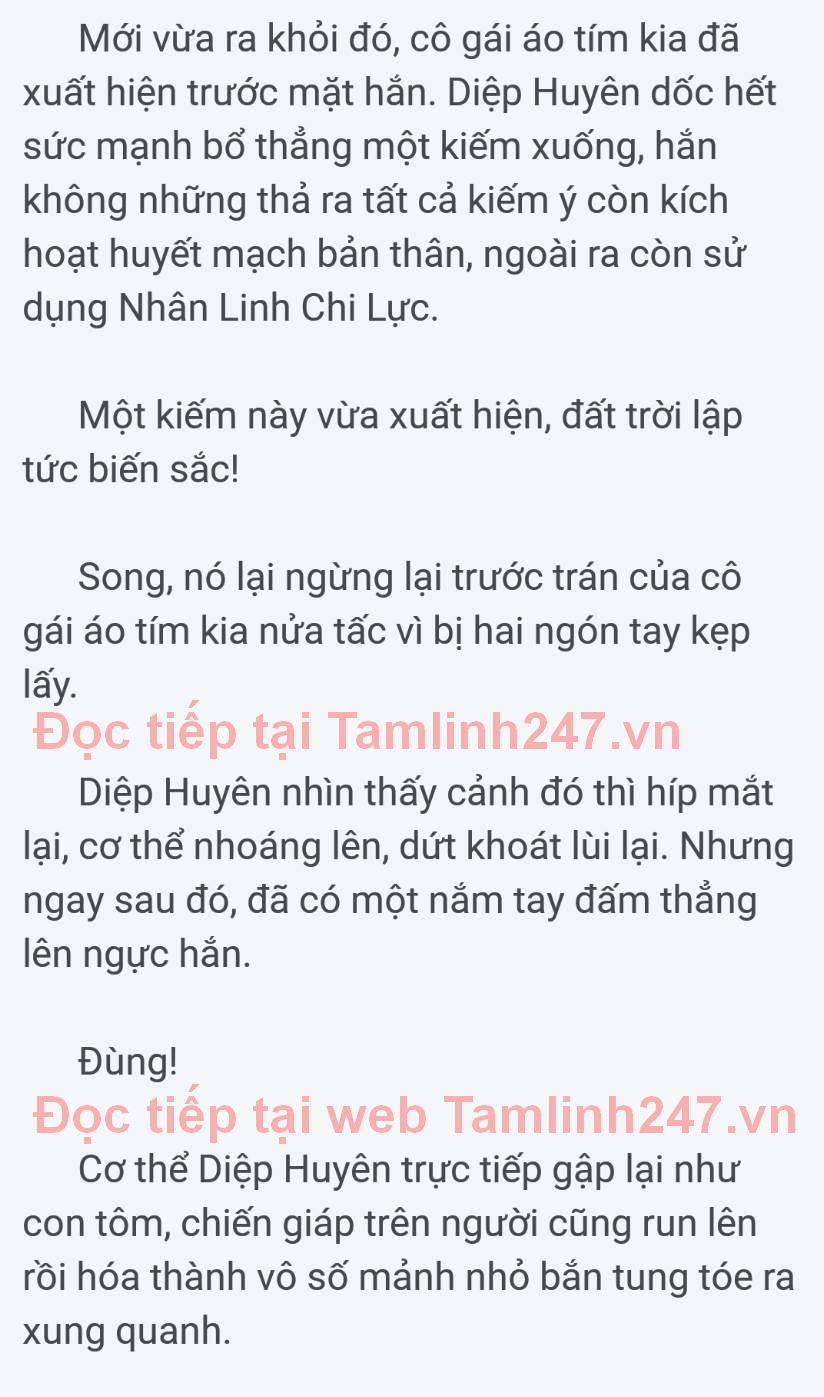 Mới vừa ra khỏi đó, cô gái áo tím kia đã
xuất hiện trước mặt hắn. Diệp Huyên dốc hết
sức mạnh bổ thẳng một kiếm xuống, hắn
không những thả ra tất cả kiếm ý còn kích
hoạt huyết mạch bản thân, ngoài ra còn sử
dụng Nhân Linh Chi Lực.
Một kiếm này vừa xuất hiện, đất trời lập
tức biến sắc!
Song, nó lại ngừng lại trước trán của cô
gái áo tím kia nửa tấc vì bị hai ngón tay kẹp
lấy.
Đọc tiếp tại Tamlinh247.vn
Diệp Huyên nhìn thấy cảnh đó thì híp mắt
lại, cơ thể nhoáng lên, dứt khoát lùi lại. Nhưng
ngay sau đó, đã có một nắm tay đấm thẳng
lên ngực hắn.
Đùng!
Đọc tiếp tại web Tamlinh247.vn
Cơ thể Diệp Huyên trực tiếp gập lại như
con tôm, chiến giáp trên người cũng run lên
rồi hóa thành vô số mảnh nhỏ bắn tung tóe ra
xung quanh.